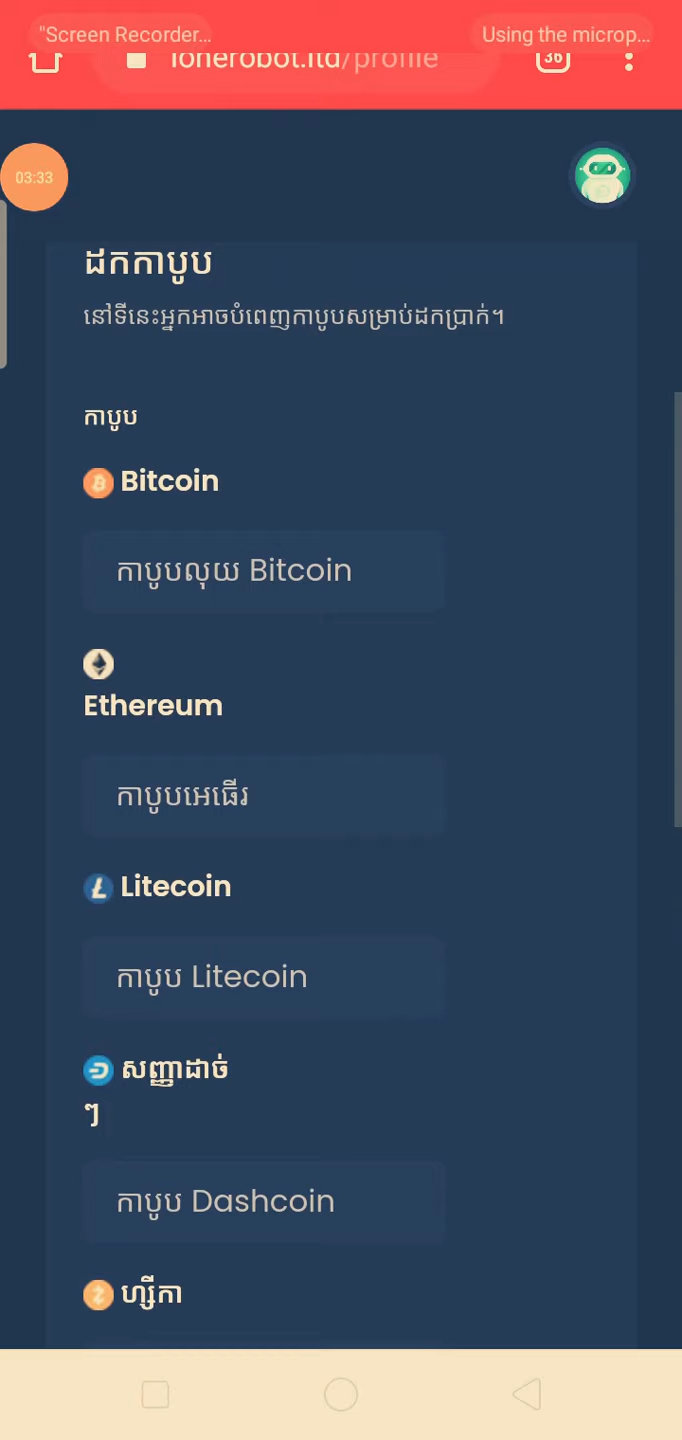 "Screen Recorder...
Using the microp...
/profile
36
03:33
ដកកាបូប
នៅទីនេះអ្នកអាចបំពេញកាបូបសម្រាប់ដកប្រាក់។
កាបូប
Bitcoin
កាបូបលុយ Bitcoin
Ethereum
កាបូបអេធើរ
Litecoin
កាបូប Litecoin
សញ្ញាដាច់
ៗ
កាបូប Dashcoin
ហ្សីកា